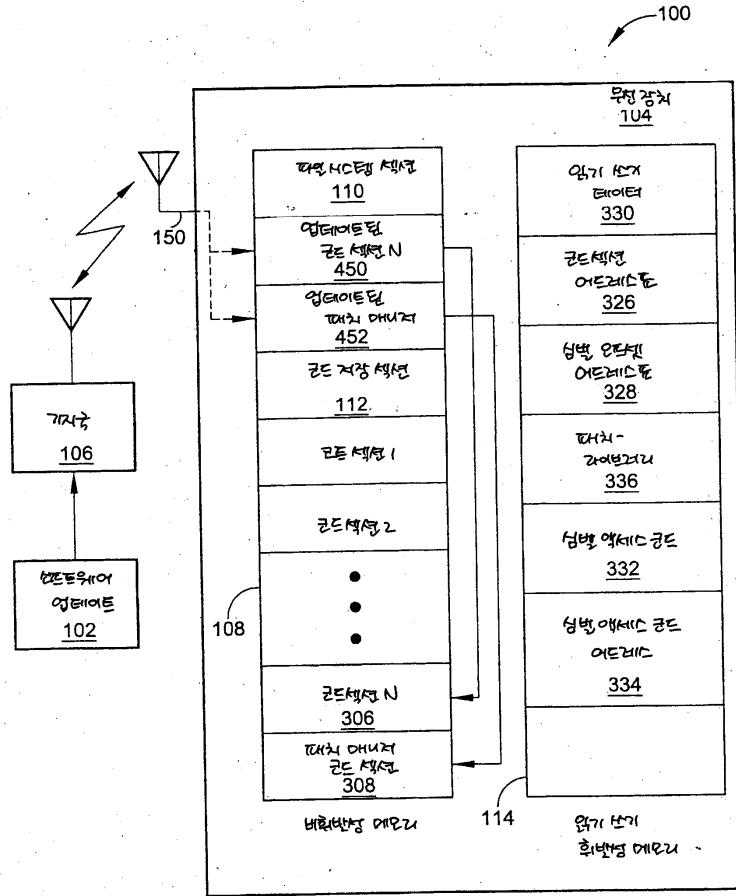 100
무선 장치
104
파일 시스템 섹션
110
업데이트된
코드 섹션 N
450
업데이트된
패치 매니저
452
코드 저장 섹션
112
코드 섹션 1
코드 섹션 2
코드 섹션 N
306
패치 매니저
코드 섹션
308
비휘발성 메모리
108
150
기지국
106
소프트웨어
업데이트
102
읽기 쓰기
데이터
330
코드 섹션
어드레스 표
326
심벌 오프셋
어드레스 표
328
패치-
라이브러리
336
심벌 액세스 코드
332
심벌 액세스 코드
어드레스
334
114
읽기 쓰기
휘발성 메모리